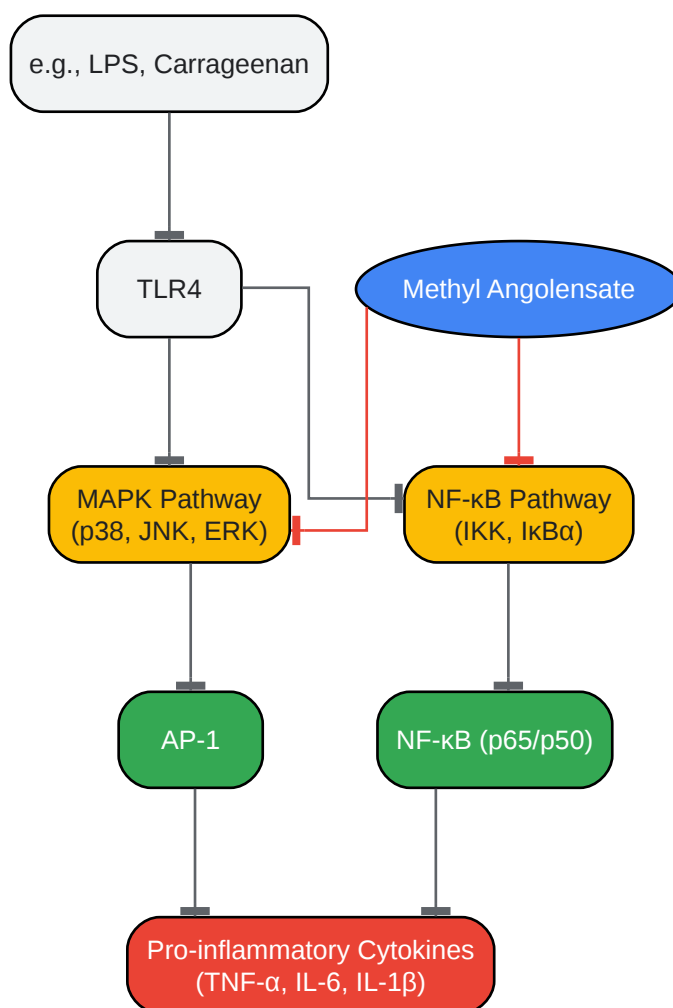 e.g., LPS, Carrageenan
TLR4
Methyl Angolensate
MAPK Pathway
(p38, JNK, ERK)
NF-κB Pathway
(IKK, IκBα)
AP-1
NF-κB (p65/p50)
Pro-inflammatory Cytokines
(TNF-α, IL-6, IL-1β)